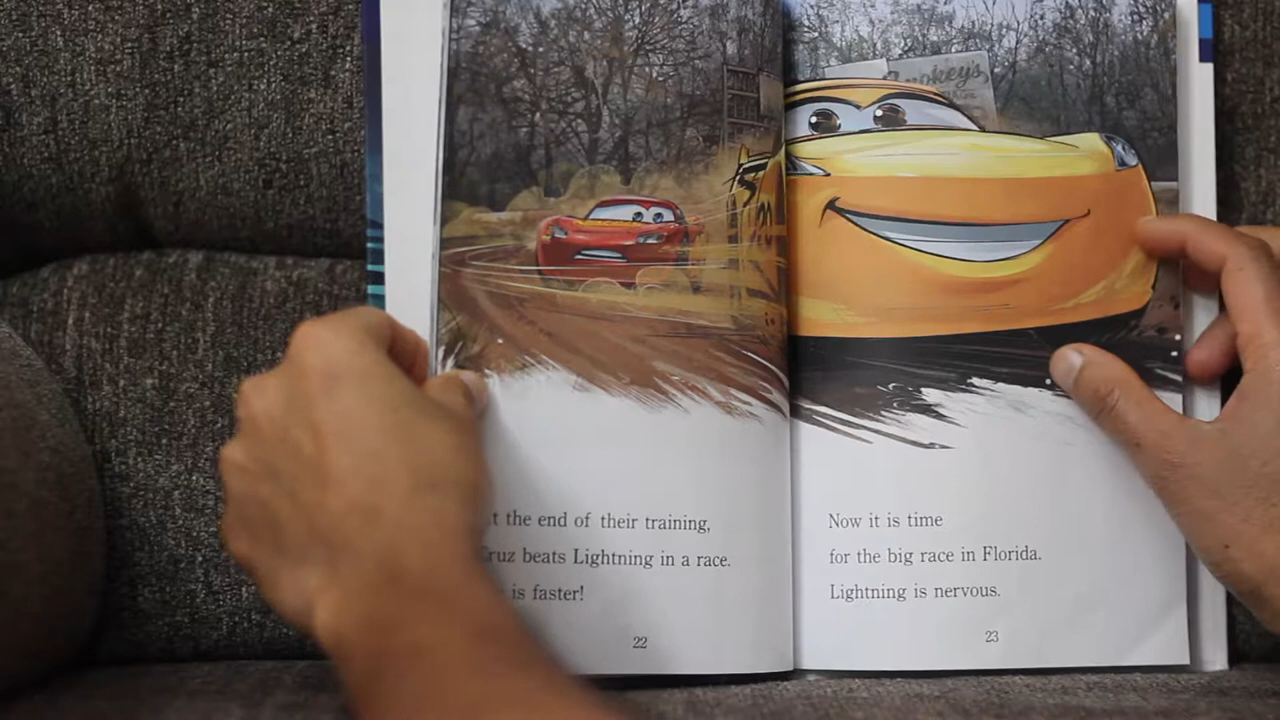 Smokey's
t the end of their training,
Cruz beats Lightning in a race.
is faster!
22
Now it is time
for the big race in Florida.
Lightning is nervous.
23